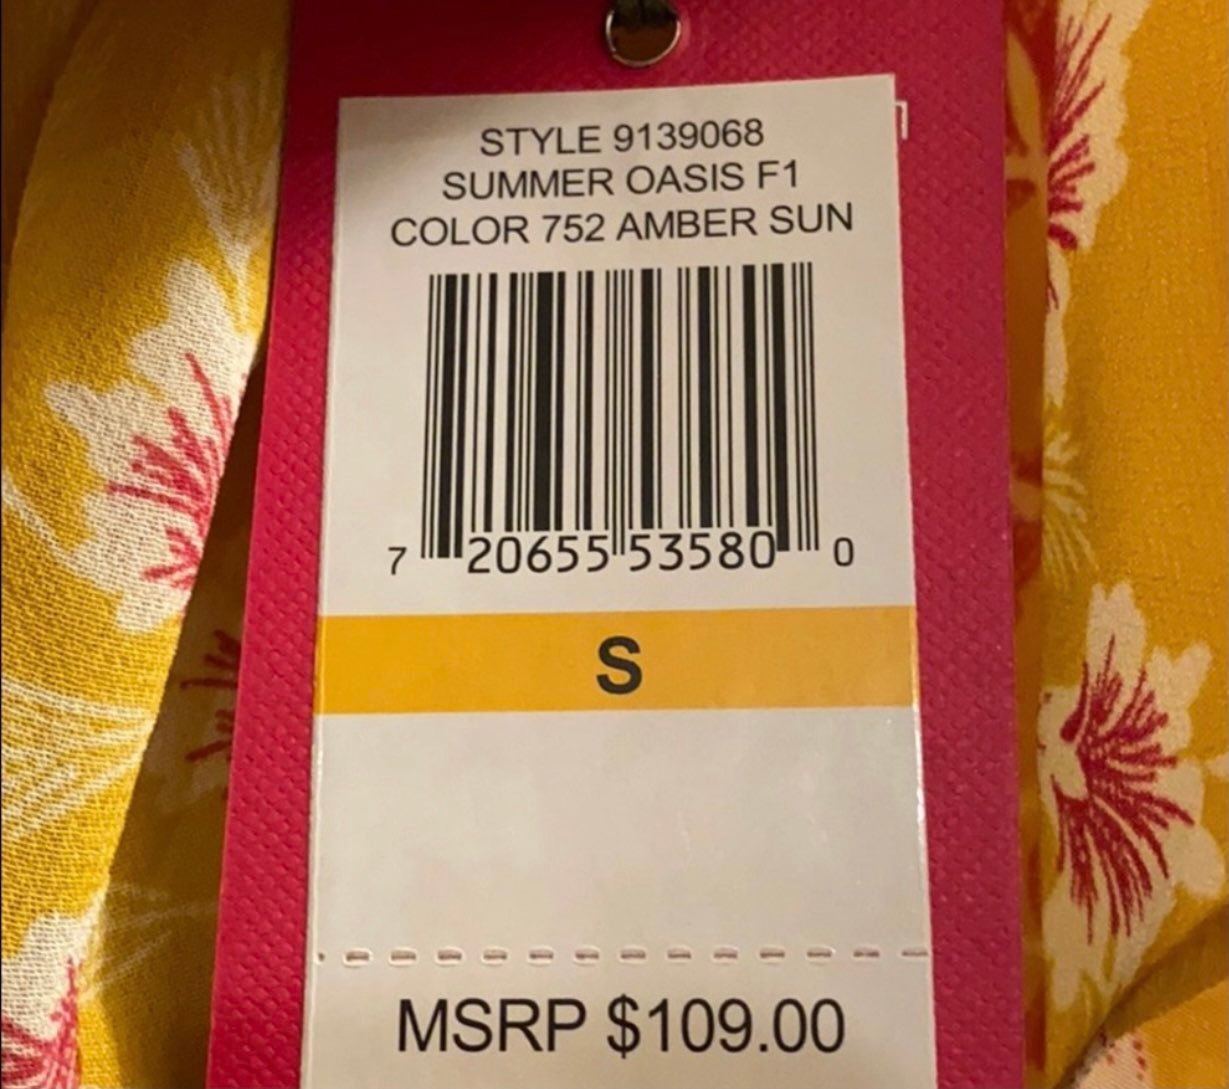 STYLE 9139068
SUMMER OASIS F1
COLOR 752 AMBER SUN
7 20655 53580 0
S
MSRP $109.00